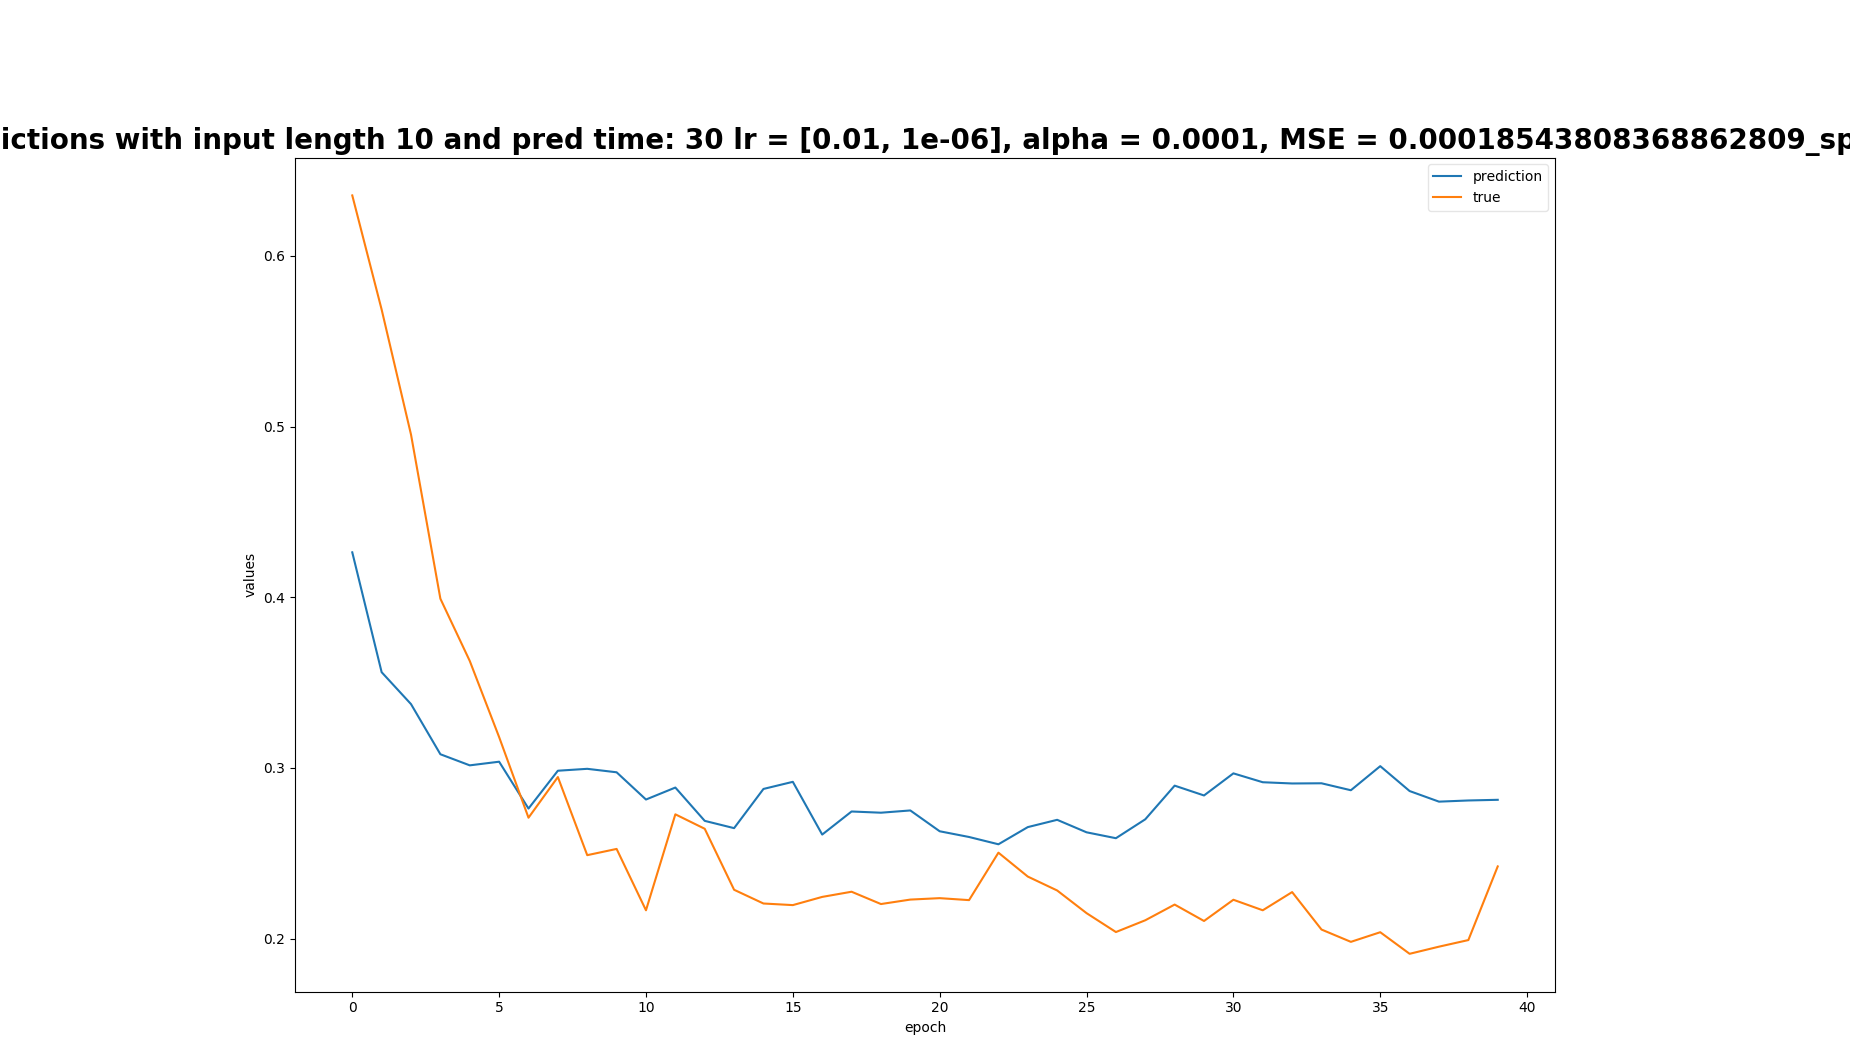 ictions with input length 10 and pred time: 30 lr = [0.01, 1e-06], alpha = 0.0001, MSE = 0.00018543808368862809_sp
prediction
true
0.6
0.5
0.4
0.3
0.2
values
0 5 10 15 20 25 30 35 40
epoch